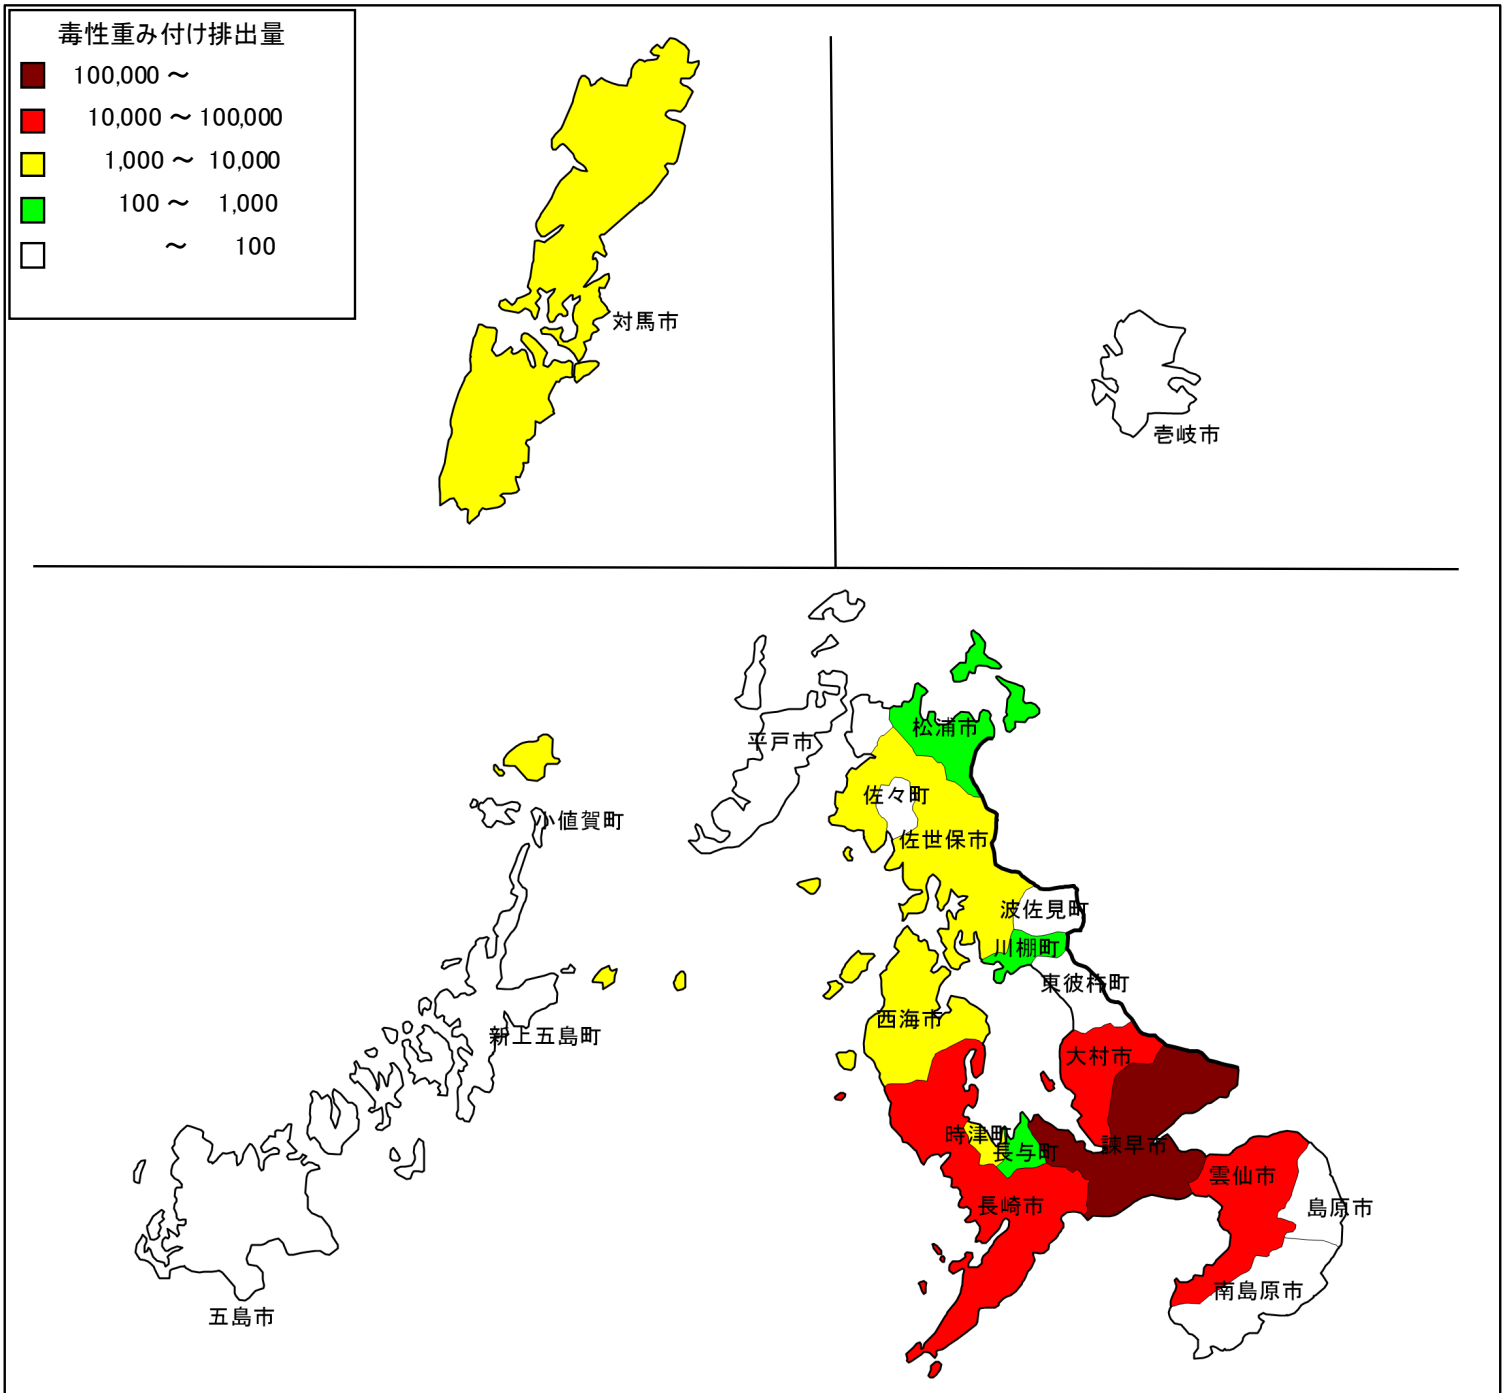 毒性重み付け排出量
100,000 ～
10,000 ～ 100,000
1,000 ～ 10,000
100 ～ 1,000
～ 100
対馬市
壱岐市
松浦市
平戸市
佐々町
小値賀町
佐世保市
波佐見町
川棚町
東彼杵町
西海市
新上五島町
大村市
時津町
長与町
諫早市
雲仙市
長崎市
島原市
南島原市
五島市